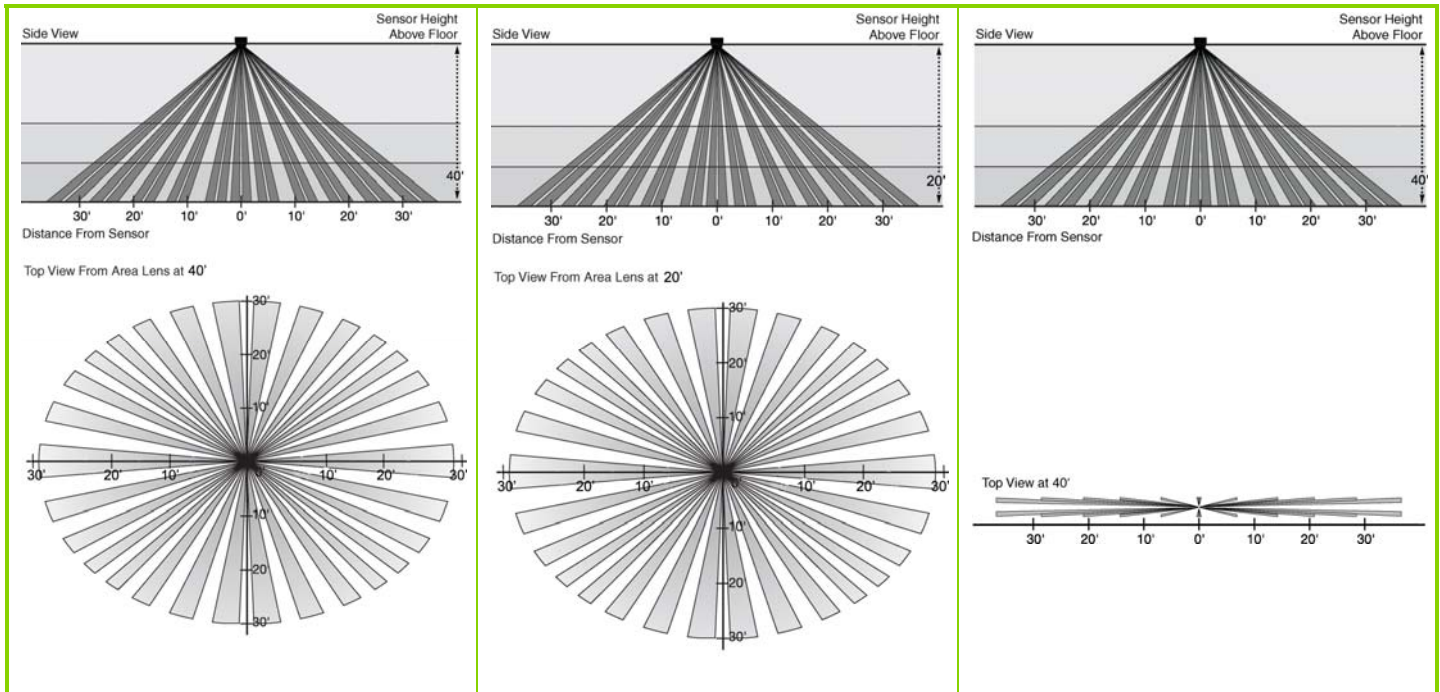 Side View
Sensor Height
Above Floor
40'
30' 20' 10' 0' 10' 20' 30'
Distance From Sensor
Top View From Area Lens at 40'
30'
20'
10'
30' 20' 10' 0' 10' 20' 30'
10'
20'
30'
Side View
Sensor Height
Above Floor
20'
30' 20' 10' 0' 10' 20' 30'
Distance From Sensor
Top View From Area Lens at 20'
30'
20'
10'
30' 20' 10' 0' 10' 20' 30'
10'
20'
30'
Side View
Sensor Height
Above Floor
40'
30' 20' 10' 0' 10' 20' 30'
Distance From Sensor
Top View at 40'
30' 20' 10' 0' 10' 20' 30'